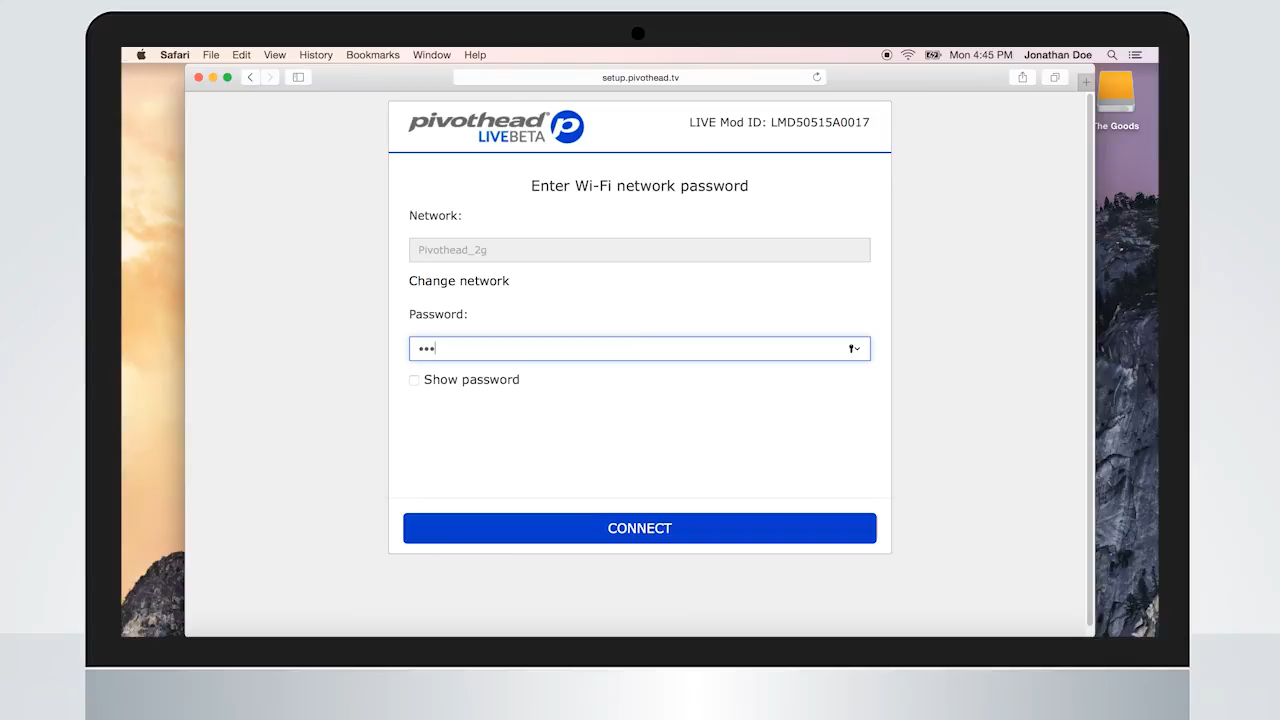 Safari File Edit View History Bookmarks Window Help Mon 4:45 PM Jonathan Doe
setup.pivothead.tv
The Goods
pivothead
LIVEBETA
LIVE Mod ID: LMD50515A0017
Enter Wi-Fi network password
Network:
Pivothead_2g
Change network
Password:
•••
Show password
CONNECT